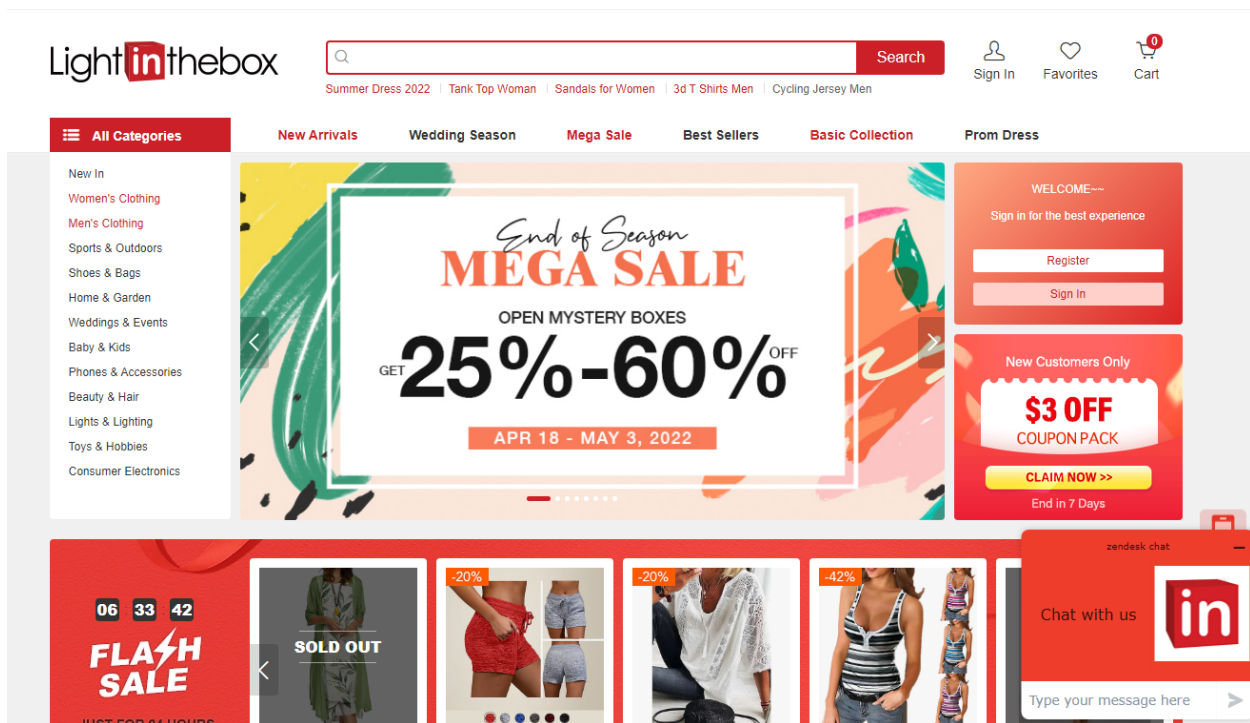 Lightinthebox
Search
0
Sign In
Favorites
Cart
Summer Dress 2022
Tank Top Woman
Sandals for Women
3d T Shirts Men
Cycling Jersey Men
All Categories
New Arrivals
Wedding Season
Mega Sale
Best Sellers
Basic Collection
Prom Dress
New In
Women's Clothing
Men's Clothing
Sports & Outdoors
Shoes & Bags
Home & Garden
Weddings & Events
Baby & Kids
Phones & Accessories
Beauty & Hair
Lights & Lighting
Toys & Hobbies
Consumer Electronics
End of Season
MEGA SALE
OPEN MYSTERY BOXES
GET 25%-60% OFF
APR 18 - MAY 3, 2022
WELCOME~~
Sign in for the best experience
Register
Sign In
New Customers Only
$3 OFF
COUPON PACK
CLAIM NOW >>
End in 7 Days
06 : 33 : 42
FLASH
SALE
JUST FOR 24 HOURS
SOLD OUT
-20%
-20%
-42%
zendesk chat
Chat with us
in
Type your message here